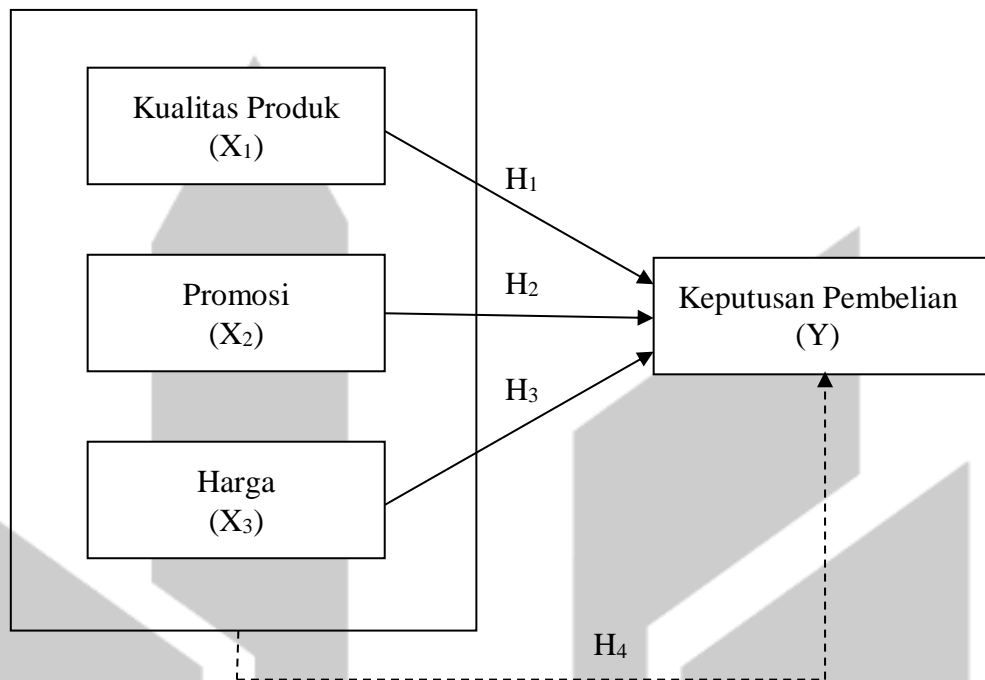 Kualitas Produk
(X₁)
H₁
Promosi
(X₂)
H₂
Keputusan Pembelian
(Y)
H₃
Harga
(X₃)
H₄